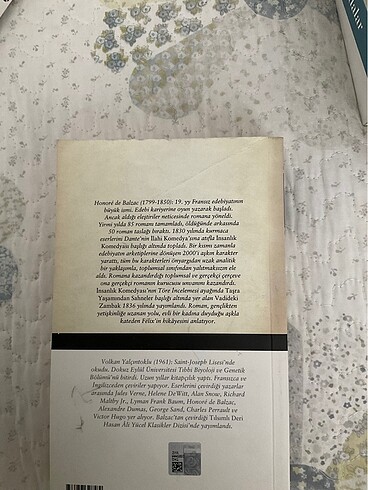 Honoré de Balzac (1799-1850): 19. yy Fransız edebiyatının
büyük ismi. Edebi kariyerine oyun yazarak başladı.
Ancak aldığı eleştiriler neticesinde romana yöneldi.
Yirmi yılda 85 romanı tamamladı, öldüğünde arkasında
50 roman taslağı bıraktı. 1830 yılında kurmaca
eserlerini Dante'nin İlahi Komedya'sına atıfla İnsanlık
Komedyası başlığı altında topladı. Bir kısmı zamanla
edebiyatın arketiplerine dönüşen 2000'i aşkın karakter
yarattı, tüm bu karakterleri önyargıdan uzak analitik
bir yaklaşımla, toplumsal sınıfından yalıtmaksızın ele
aldı. Romana kazandırdığı toplumsal ve gerçekçi çerçeve
ona gerçekçi romanın kurucusu unvanını kazandırdı.
İnsanlık Komedyası'nın Töre İncelemesi ayağında Taşra
Yaşamından Sahneler başlığı altında yer alan Vadideki
Zambak 1836 yılında yayımlandı. Roman, gençlikten
yetişkinliğe uzanan yolu, evli bir kadına duyduğu aşkla
kateden Félix'in hikâyesini anlatıyor.
Volkan Yalçıntoklu (1961); Saint-Joseph Lisesi'nde
okudu. Dokuz Eylül Üniversitesi Tıbbi Biyoloji ve Genetik
Bölümü'nü bitirdi. Uzun yıllar kitapçılık yaptı. Fransızca ve
İngilizceden çeviriler yapıyor. Eserlerini çevirdiği yazarlar
arasında Jules Verne, Helene DeWitt, Alan Snow, Richard
Maltby Jr., Lyman Frank Baum, Honoré de Balzac,
Alexandre Dumas, George Sand, Charles Perrault ve
Victor Hugo yer alıyor. Balzac'tan çevirdiği Tılsımlı Deri
Hasan Âli Yücel Klasikler Dizisi'nde yayımlandı.